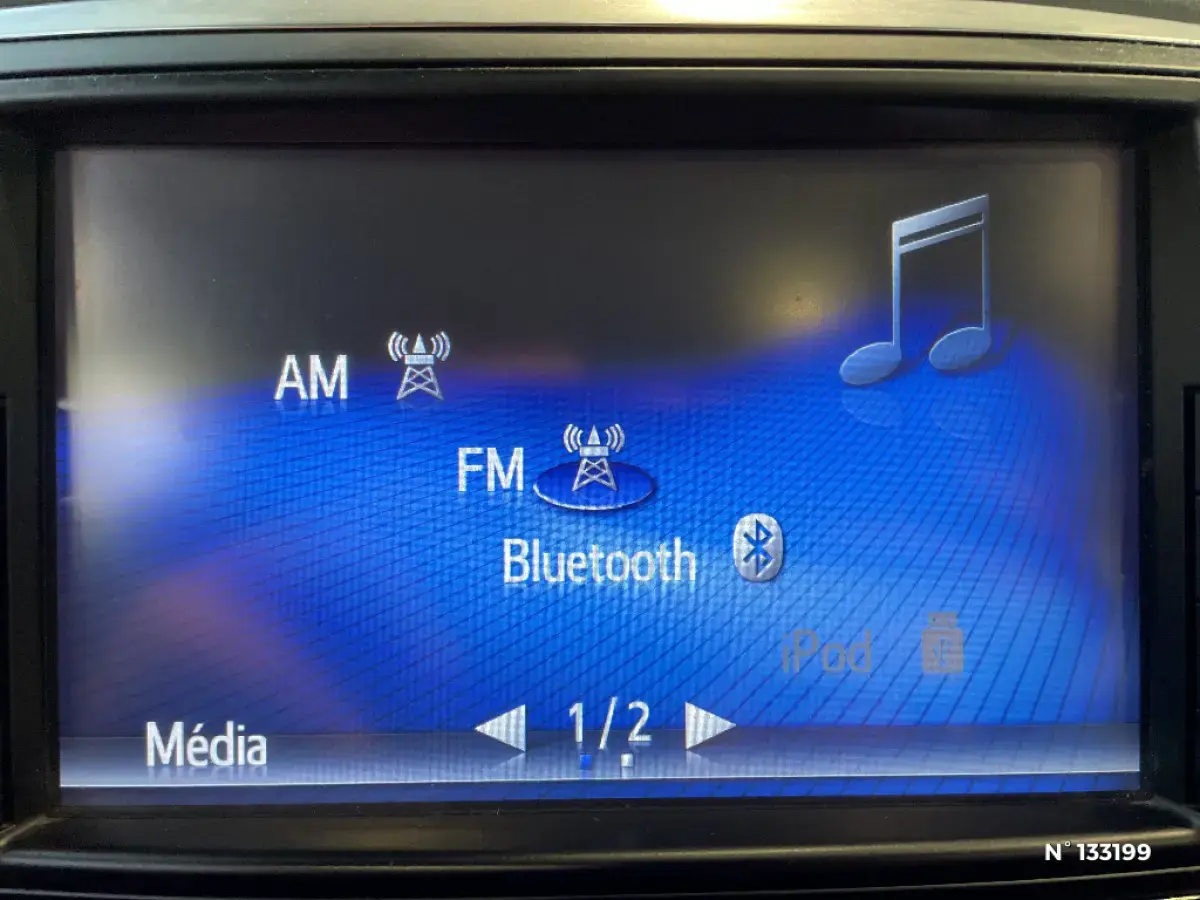 AM
FM
Bluetooth
iPod
Média
1/2
N° 133199